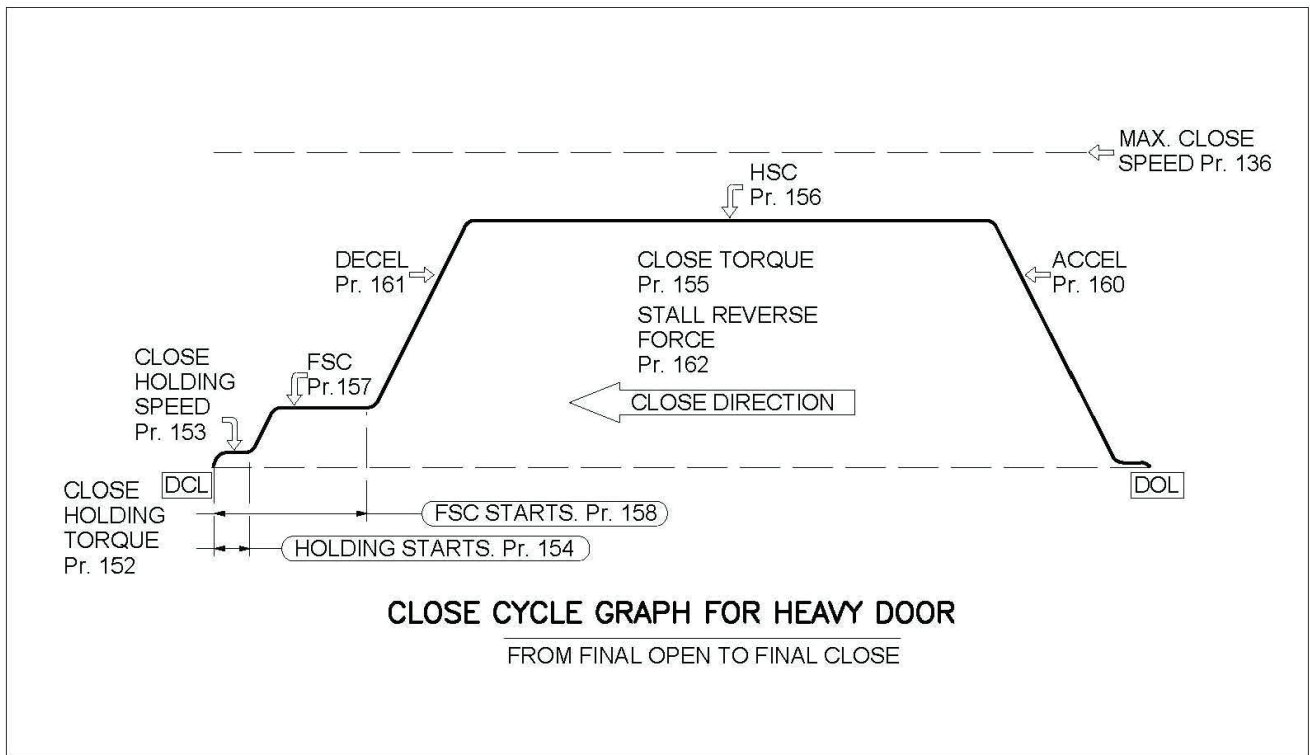 MAX. CLOSE
SPEED Pr. 136
HSC
Pr. 156
DECEL
Pr. 161
CLOSE TORQUE
Pr. 155
STALL REVERSE
FORCE
Pr. 162
ACCEL
Pr. 160
CLOSE
HOLDING
SPEED
Pr. 153
FSC
Pr.157
CLOSE DIRECTION
DCL
DOL
CLOSE
HOLDING
TORQUE
Pr. 152
FSC STARTS. Pr. 158
HOLDING STARTS. Pr. 154
CLOSE CYCLE GRAPH FOR HEAVY DOOR
FROM FINAL OPEN TO FINAL CLOSE